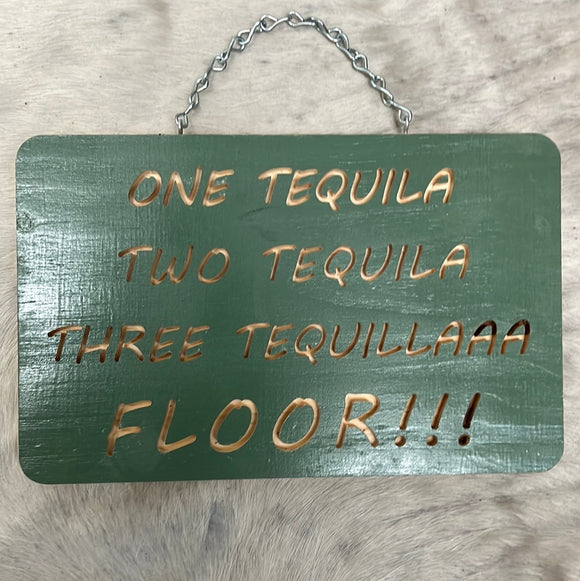 ONE TEQUILA
TWO TEQUILA
THREE TEQUILLAAA
FLOOR!!!